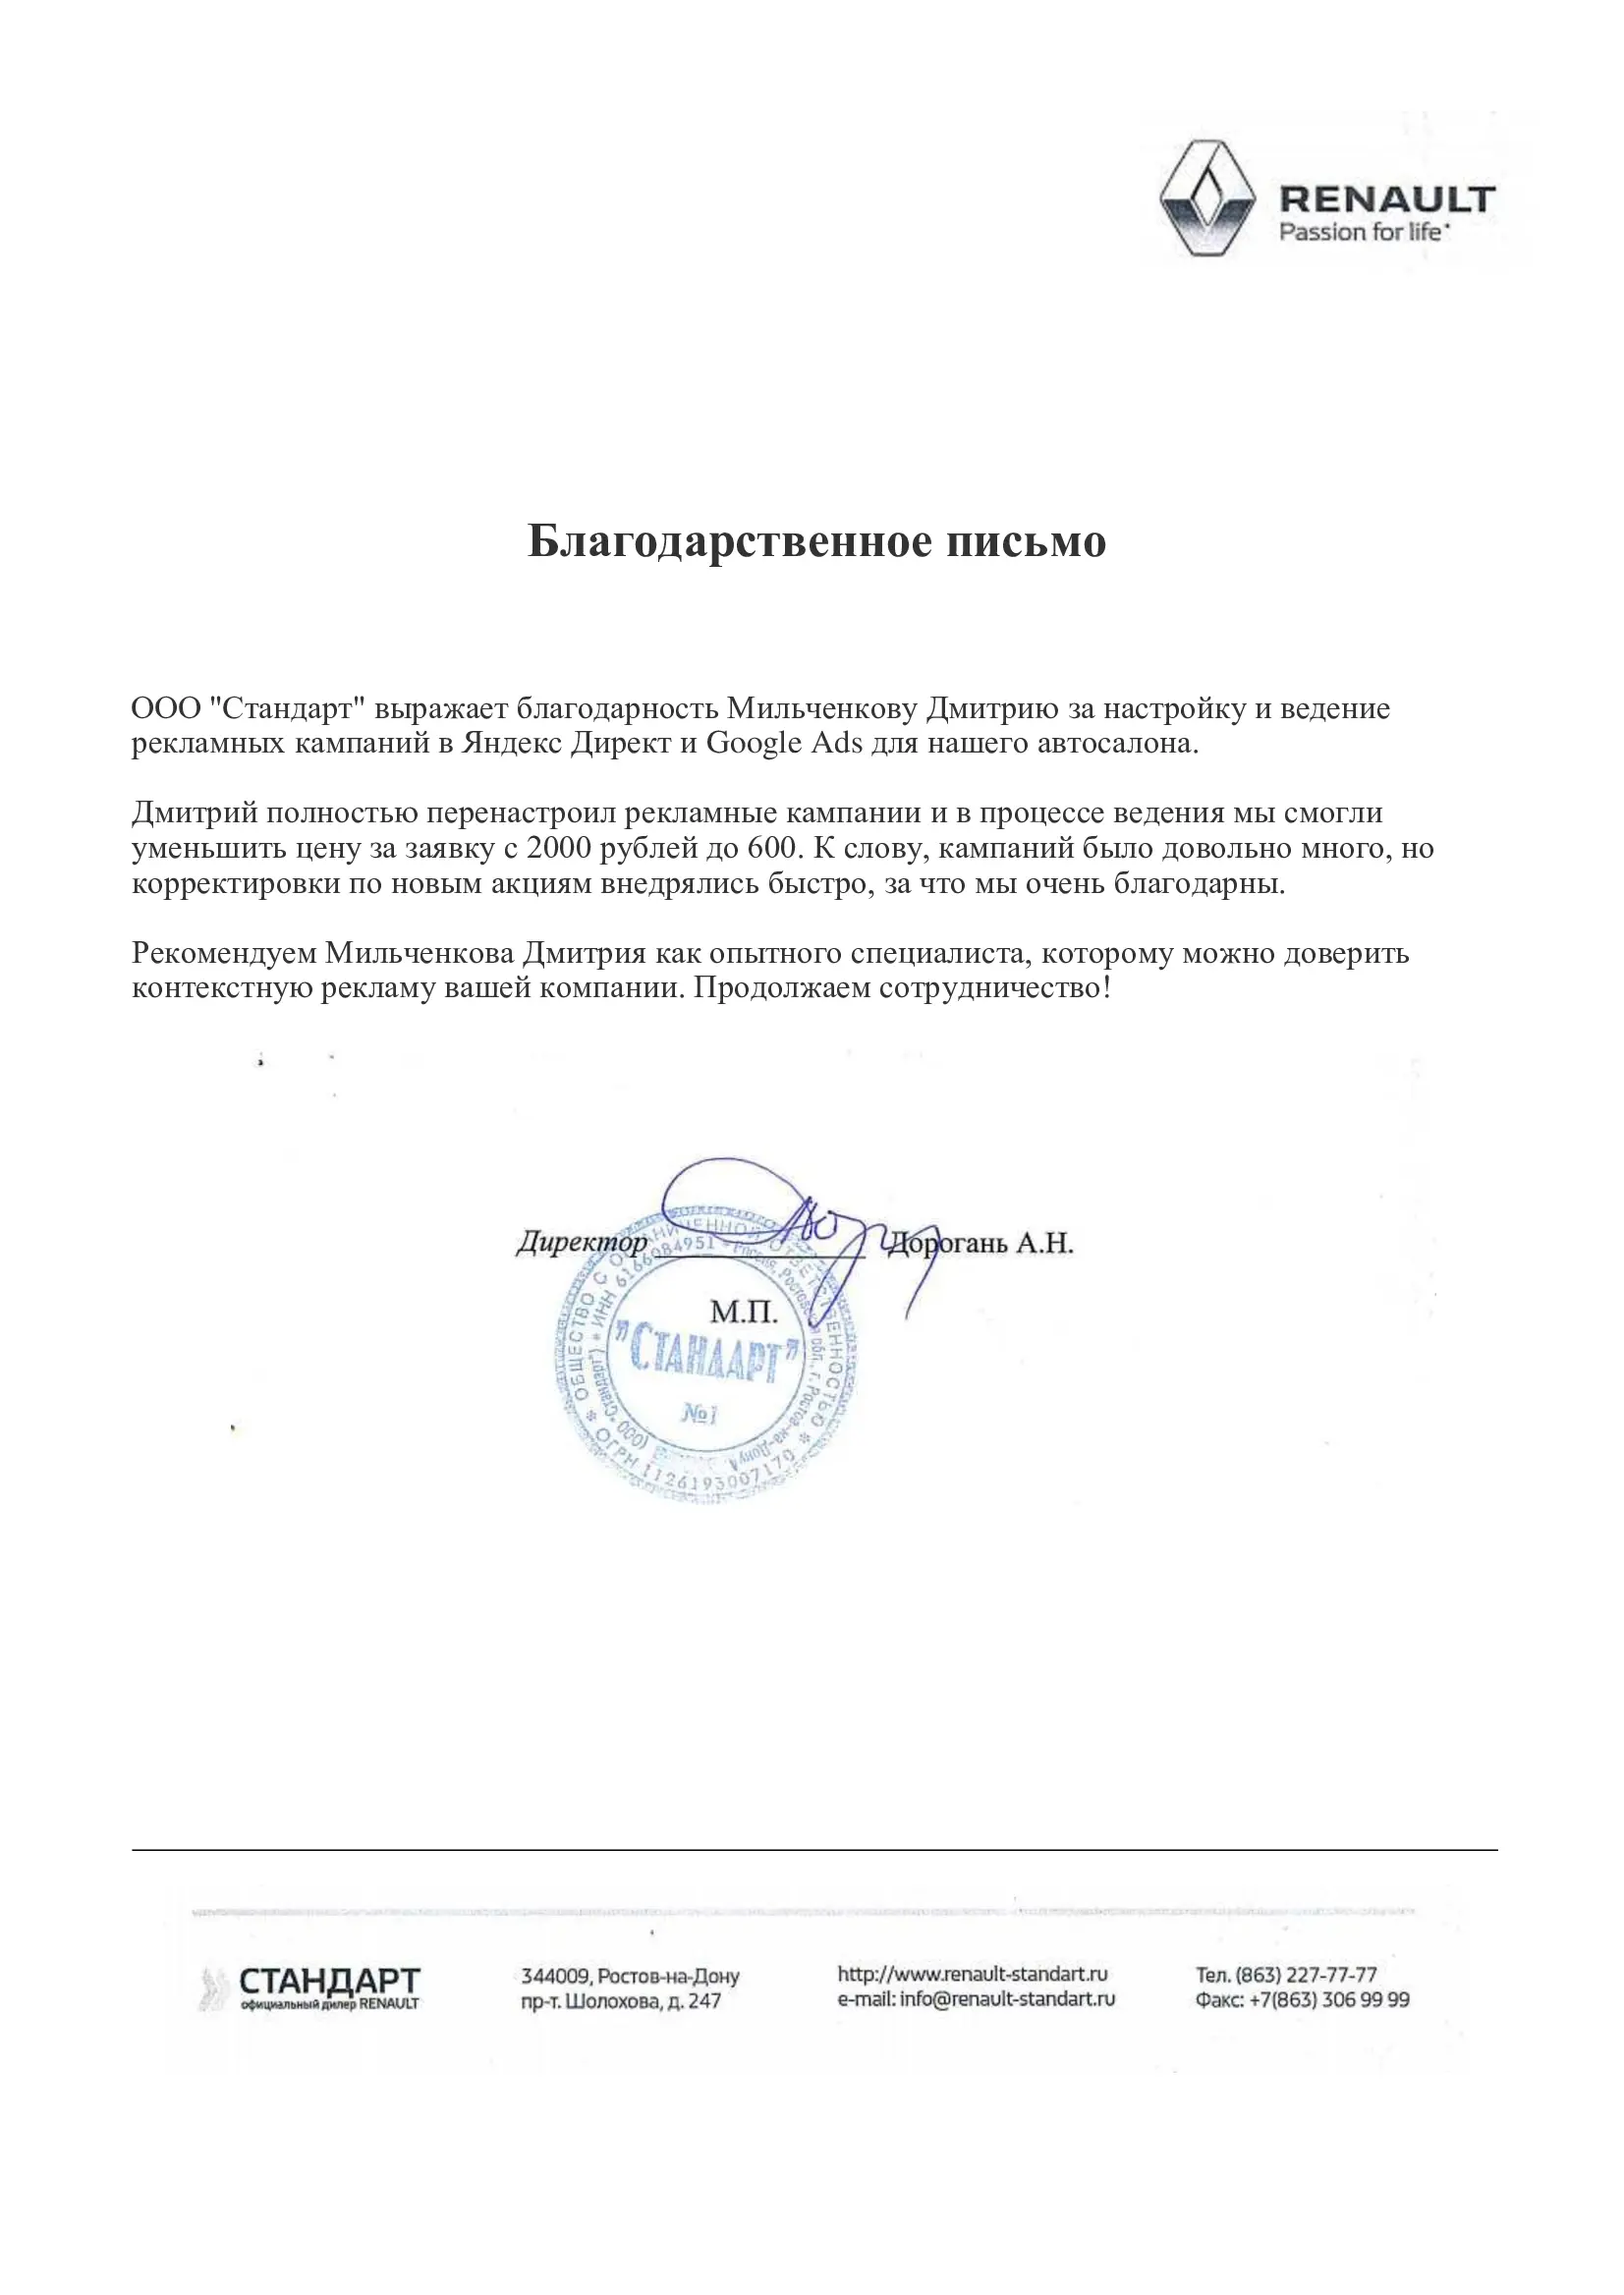 RENAULT
Passion for life*
Благодарственное письмо
ООО "Стандарт" выражает благодарность Мильченкову Дмитрию за настройку и ведение
рекламных кампаний в Яндекс Директ и Google Ads для нашего автосалона.
Дмитрий полностью перенастроил рекламные кампании и в процессе ведения мы смогли
уменьшить цену за заявку с 2000 рублей до 600. К слову, кампаний было довольно много, но
корректировки по новым акциям внедрялись быстро, за что мы очень благодарны.
Рекомендуем Мильченкова Дмитрия как опытного специалиста, которому можно доверить
контекстную рекламу вашей компании. Продолжаем сотрудничество!
Директор Дорогань А.Н.
М.П.
ОБЩЕСТВО С ОГРАНИЧЕННОЙ ОТВЕТСТВЕННОСТЬЮ
ОГРН 1126193007170
(ООО "Стандарт") * ИНН 6166084951 * Россия, Ростовская обл., г. Ростов-на-Дону
"СТАНДАРТ"
№1
СТАНДАРТ
официальный дилер RENAULT
344009, Ростов-на-Дону
пр-т. Шолохова, д. 247
http://www.renault-standart.ru
e-mail: info@renault-standart.ru
Тел. (863) 227-77-77
Факс: +7(863) 306 99 99